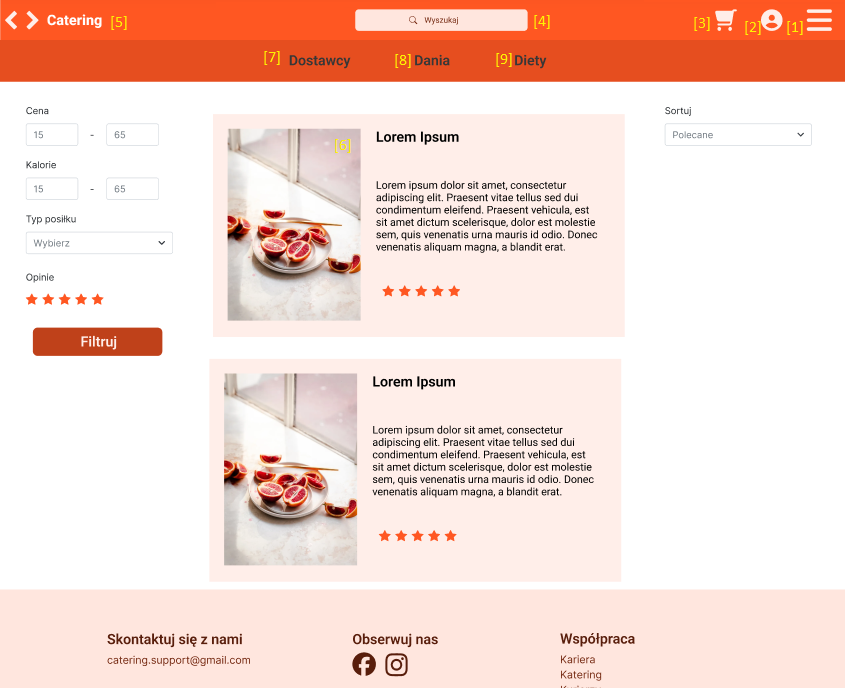 Catering [5]
Wyszukaj [4]
[3] [2] [1]
[7] Dostawcy [8] Dania [9] Diety
Cena
15 - 65
Kalorie
15 - 65
Typ posiłku
Wybierz
Opinie
Filtruj
[6]
Lorem Ipsum
Lorem ipsum dolor sit amet, consectetur
adipiscing elit. Praesent vitae tellus sed dui
condimentum eleifend. Praesent vehicula, est
sit amet dictum scelerisque, dolor est molestie
sem, quis venenatis urna mauris id odio. Donec
venenatis aliquam magna, a blandit erat.
Sortuj
Polecane
Lorem Ipsum
Lorem ipsum dolor sit amet, consectetur
adipiscing elit. Praesent vitae tellus sed dui
condimentum eleifend. Praesent vehicula, est
sit amet dictum scelerisque, dolor est molestie
sem, quis venenatis urna mauris id odio. Donec
venenatis aliquam magna, a blandit erat.
Skontaktuj się z nami
catering.support@gmail.com
Obserwuj nas
Współpraca
Kariera
Katering